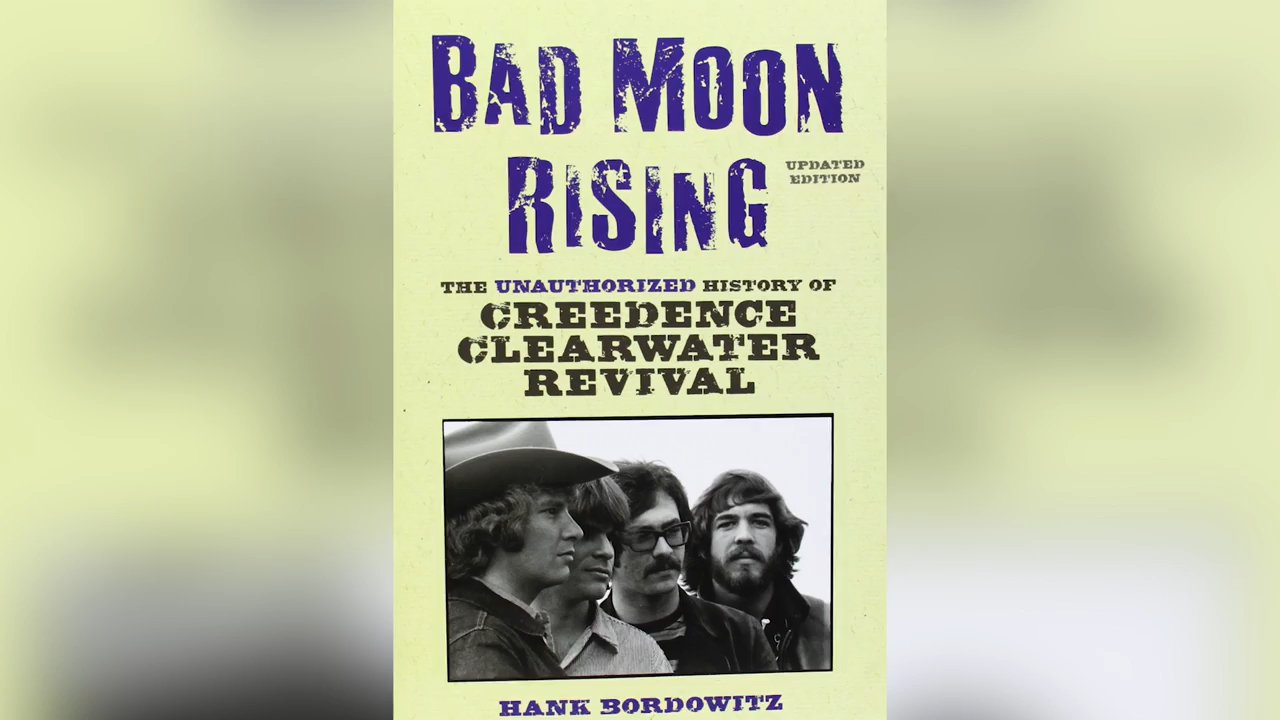 BAD MOON
RISING
UPDATED
EDITION
THE UNAUTHORIZED HISTORY OF
CREEDENCE
CLEARWATER
REVIVAL
HANK BORDOWITZ